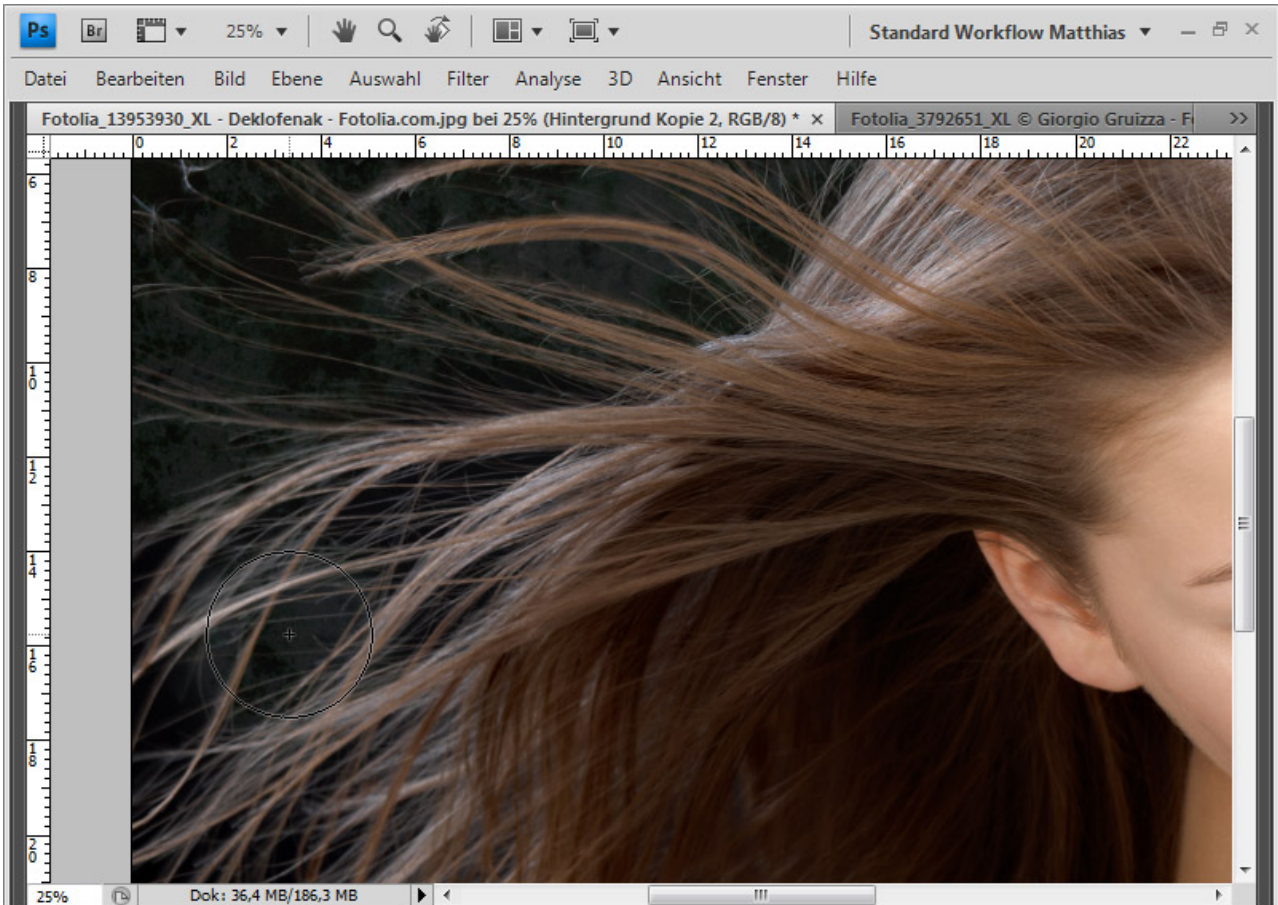 Ps Br 25% Standard Workflow Matthias
Datei Bearbeiten Bild Ebene Auswahl Filter Analyse 3D Ansicht Fenster Hilfe
Fotolia_13953930_XL - Deklofenak - Fotolia.com.jpg bei 25% (Hintergrund Kopie 2, RGB/8) * × Fotolia_3792651_XL © Giorgio Gruizza - F >>
0 2 4 6 8 10 12 14 16 18 20 22
6
8
10
12
14
16
18
20
25% Dok: 36,4 MB/186,3 MB